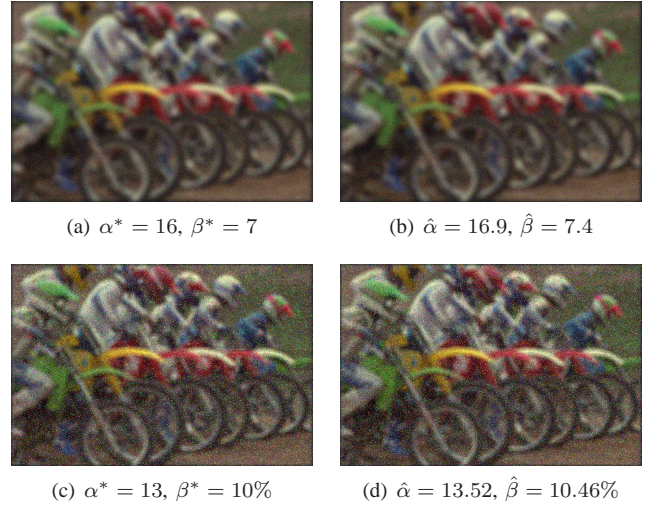 (a) α* = 16, β* = 7
(b) α̂ = 16.9, β̂ = 7.4
(c) α* = 13, β* = 10%
(d) α̂ = 13.52, β̂ = 10.46%